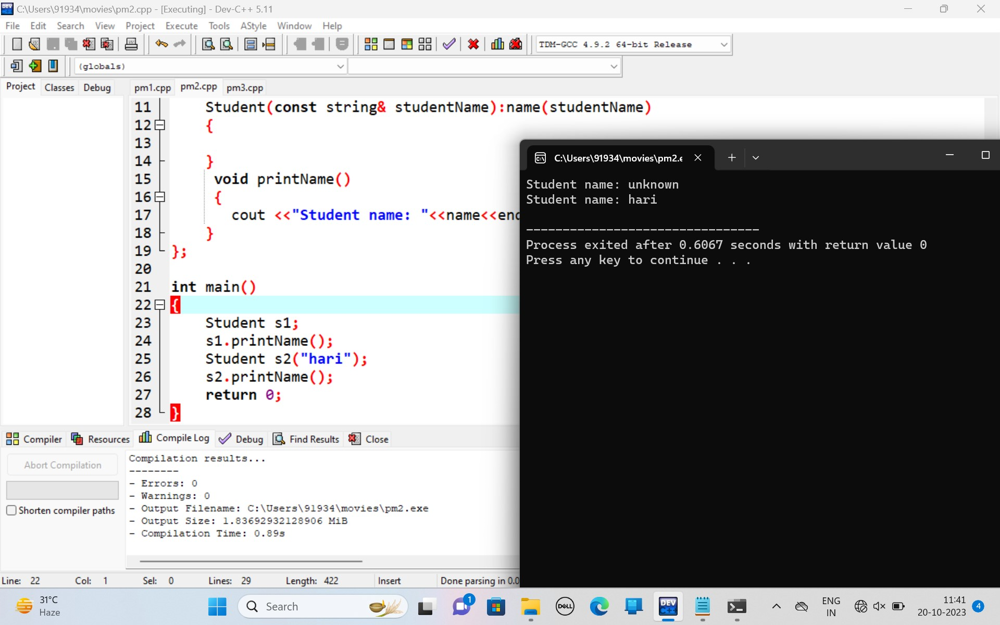 C:\Users\91934\movies\pm2.cpp - [Executing] - Dev-C++ 5.11
File Edit Search View Project Execute Tools AStyle Window Help
TDM-GCC 4.9.2 64-bit Release
(globals)
Project Classes Debug
pm1.cpp pm2.cpp pm3.cpp
11 Student(const string& studentName):name(studentName)
12 {
13
14 }
15 void printName()
16 {
17 cout <<"Student name: "<<name<<end
18 }
19 };
20
21 int main()
22 {
23 Student s1;
24 s1.printName();
25 Student s2("hari");
26 s2.printName();
27 return 0;
28 }
C:\Users\91934\movies\pm2.e
Student name: unknown
Student name: hari
--------------------------------
Process exited after 0.6067 seconds with return value 0
Press any key to continue . . .
Compiler Resources Compile Log Debug Find Results Close
Abort Compilation
Shorten compiler paths
Compilation results...
--------
- Errors: 0
- Warnings: 0
- Output Filename: C:\Users\91934\movies\pm2.exe
- Output Size: 1.83692932128906 MiB
- Compilation Time: 0.89s
Line: 22 Col: 1 Sel: 0 Lines: 29 Length: 422 Insert Done parsing in 0.0
31°C
Haze
Search
1
DELL
DEV C++
ENG
IN
11:41
20-10-2023
4